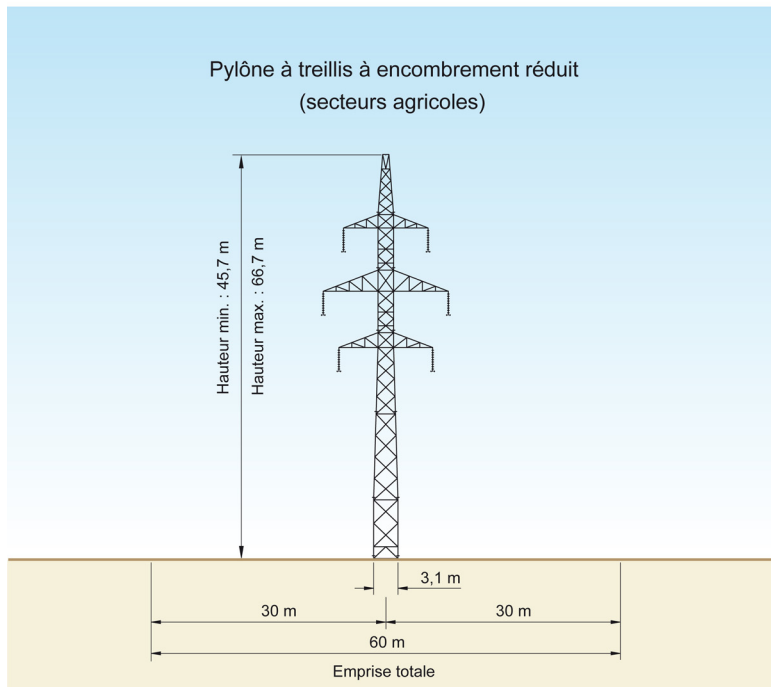 Pylône à treillis à encombrement réduit
(secteurs agricoles)
Hauteur min. : 45,7 m
Hauteur max. : 66,7 m
3,1 m
30 m
30 m
60 m
Emprise totale